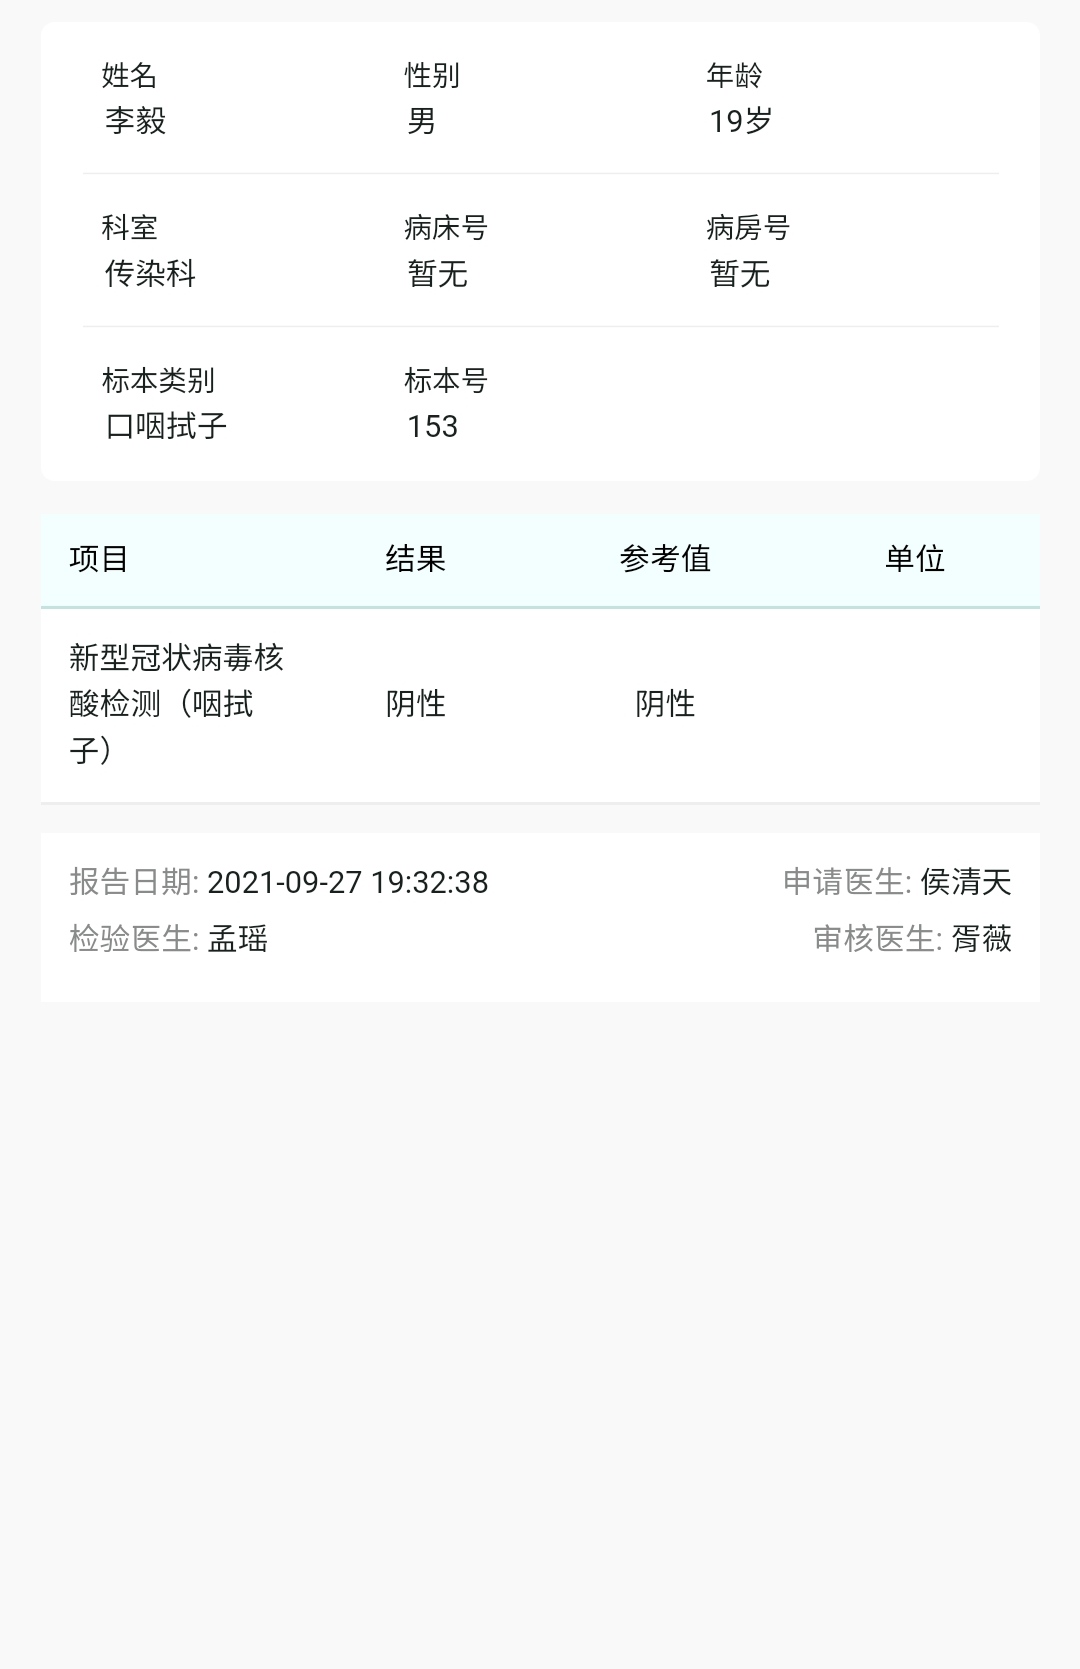 姓名 性别 年龄
李毅 男 19岁
科室 病床号 病房号
传染科 暂无 暂无
标本类别 标本号
口咽拭子 153
项目 结果 参考值 单位
新型冠状病毒核
酸检测（咽拭 阴性 阴性
子）
报告日期: 2021-09-27 19:32:38 申请医生: 侯清天
检验医生: 孟瑶 审核医生: 胥薇